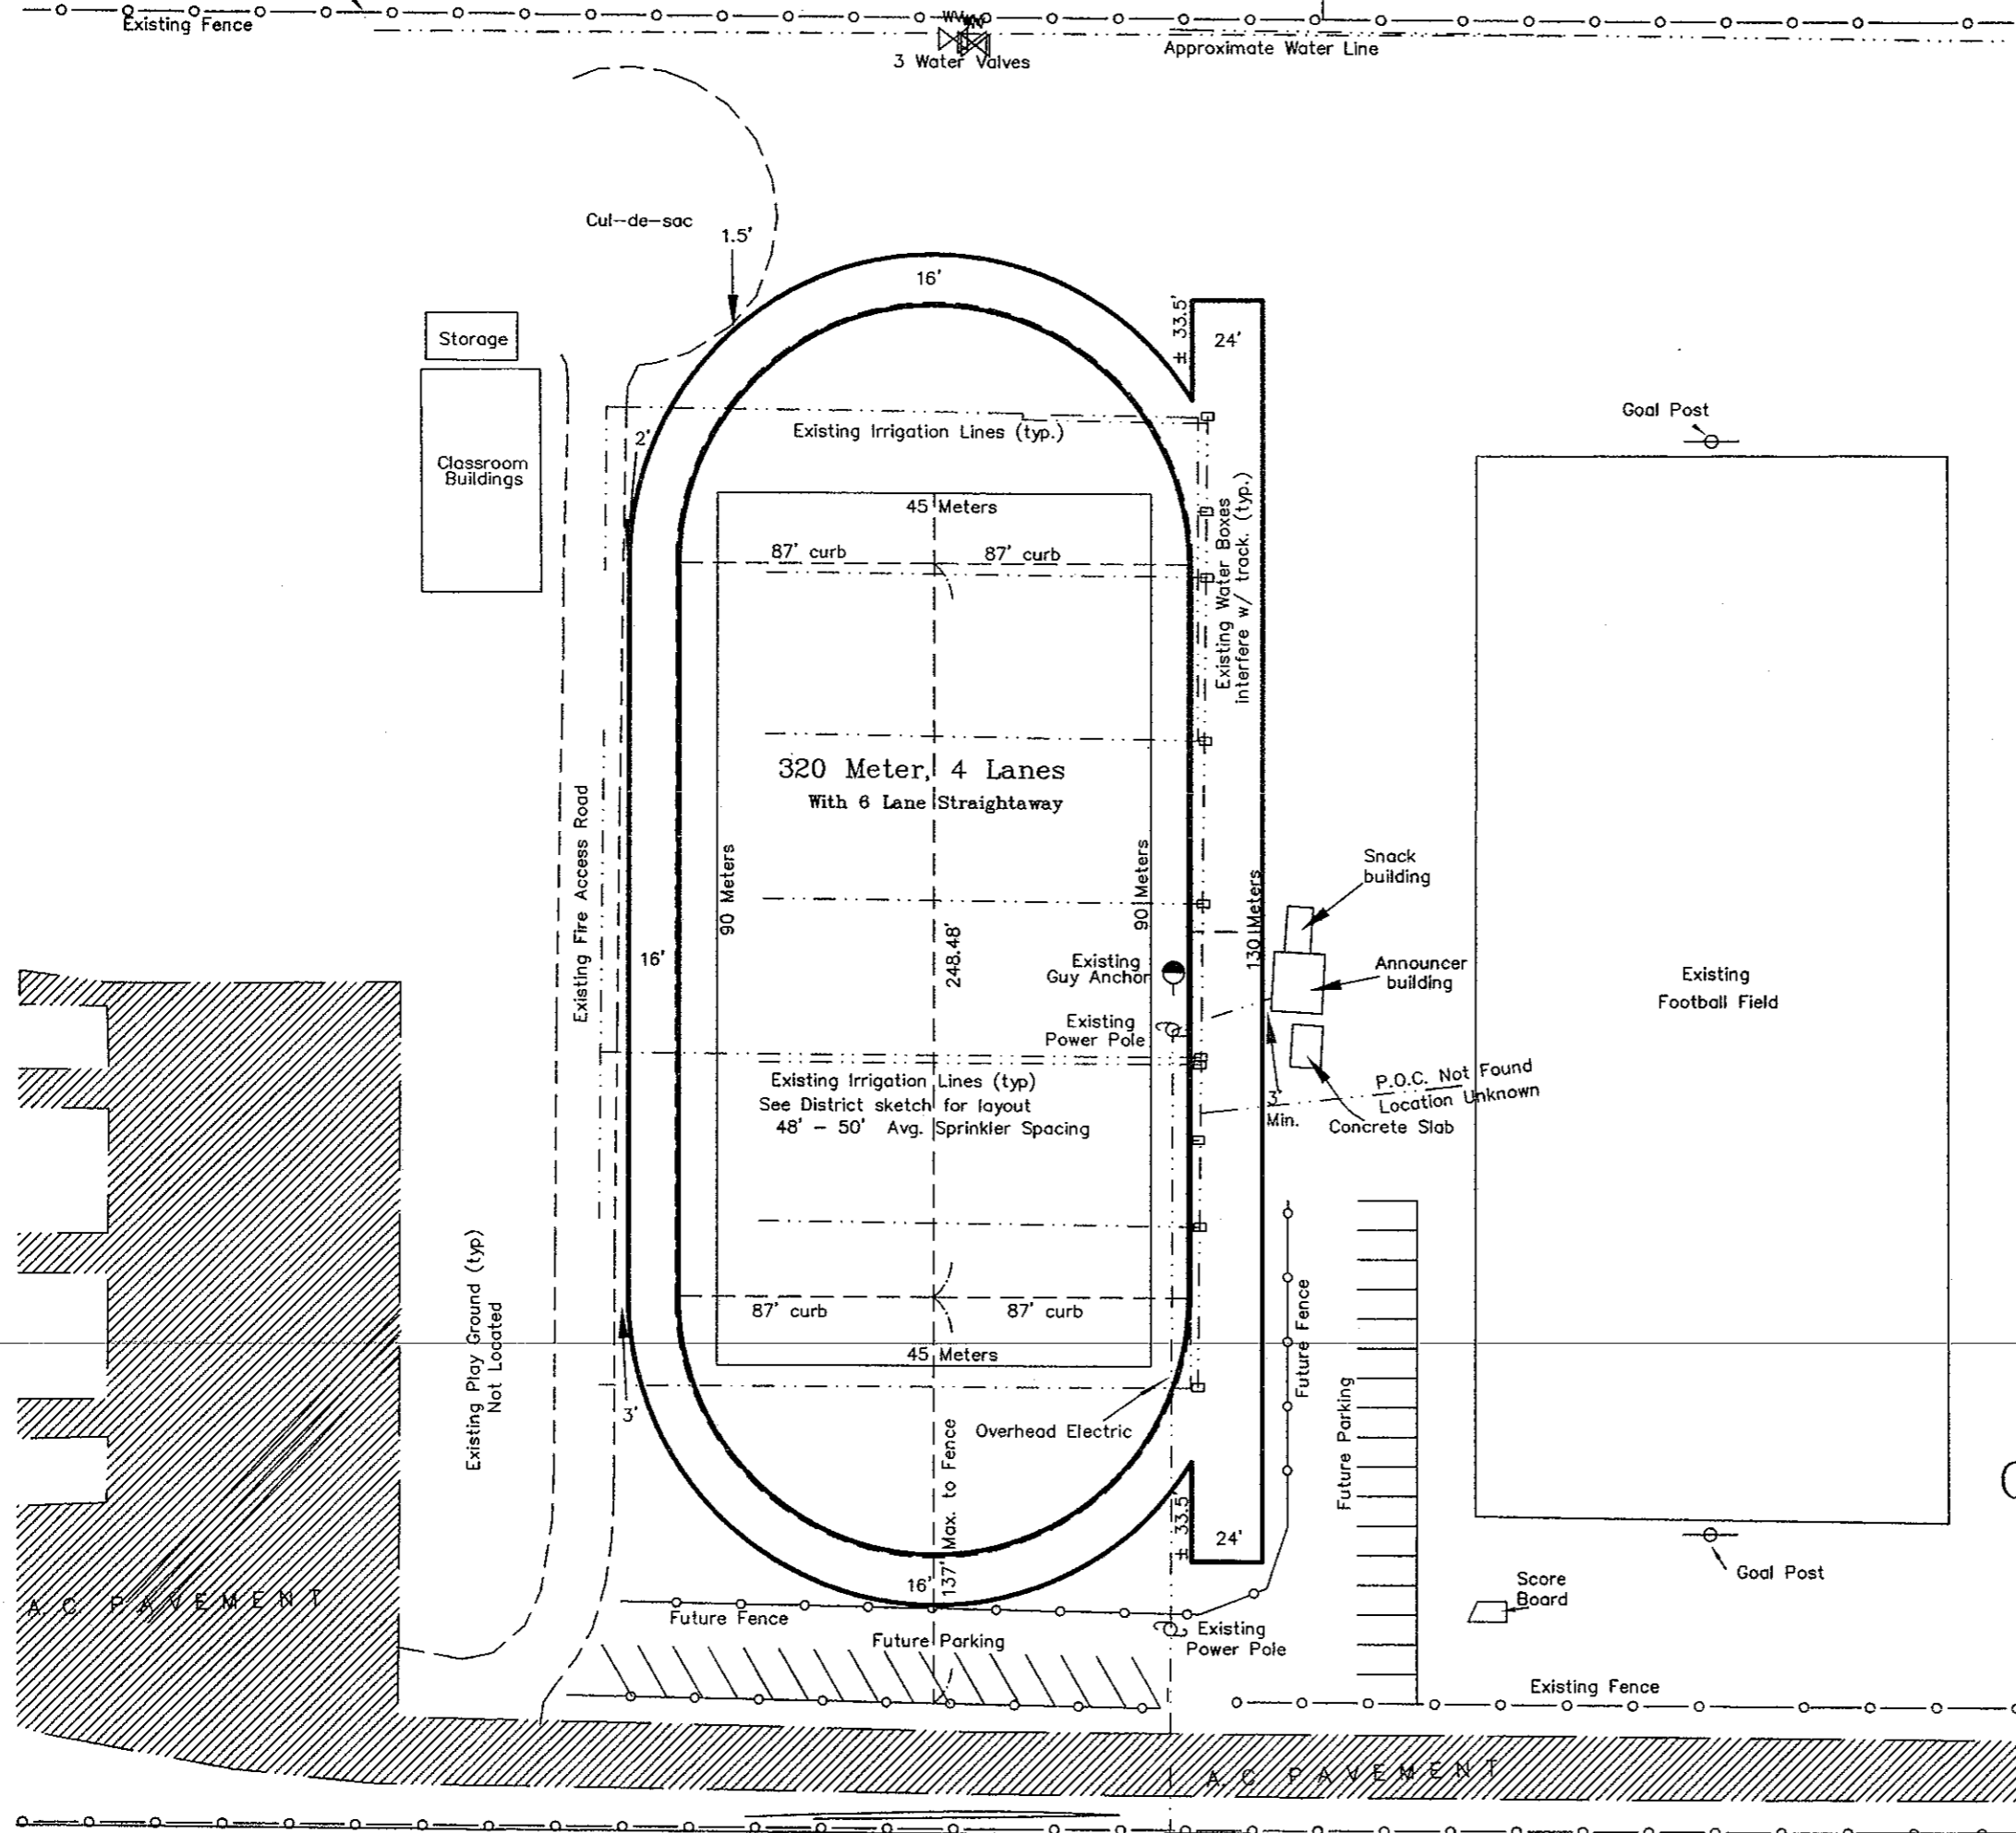 Existing Fence
WV
3 Water Valves
Approximate Water Line
Cul-de-sac
1.5'
16'
± 33.5'
24'
Storage
Classroom
Buildings
2'
Existing Irrigation Lines (typ.)
Goal Post
45 Meters
87' curb
87' curb
Existing Water Boxes
interfere w/ track. (typ.)
320 Meter, 4 Lanes
With 6 Lane Straightaway
Existing Fire Access Road
90 Meters
90 Meters
248.48'
130 Meters
16'
Snack
building
Existing
Guy Anchor
Announcer
building
Existing
Football Field
Existing
Power Pole
Existing Irrigation Lines (typ)
See District sketch for layout
48' - 50' Avg. Sprinkler Spacing
3'
Min.
P.O.C. Not Found
Location Unknown
Concrete Slab
Existing Play Ground (typ)
Not Located
87' curb
87' curb
45 Meters
3'
Future Fence
Future Parking
Overhead Electric
137' Max. to Fence
± 33.5'
24'
16'
Goal Post
Score
Board
A. C. PAVEMENT
Future Fence
Future Parking
Existing
Power Pole
Existing Fence
A. C. PAVEMENT